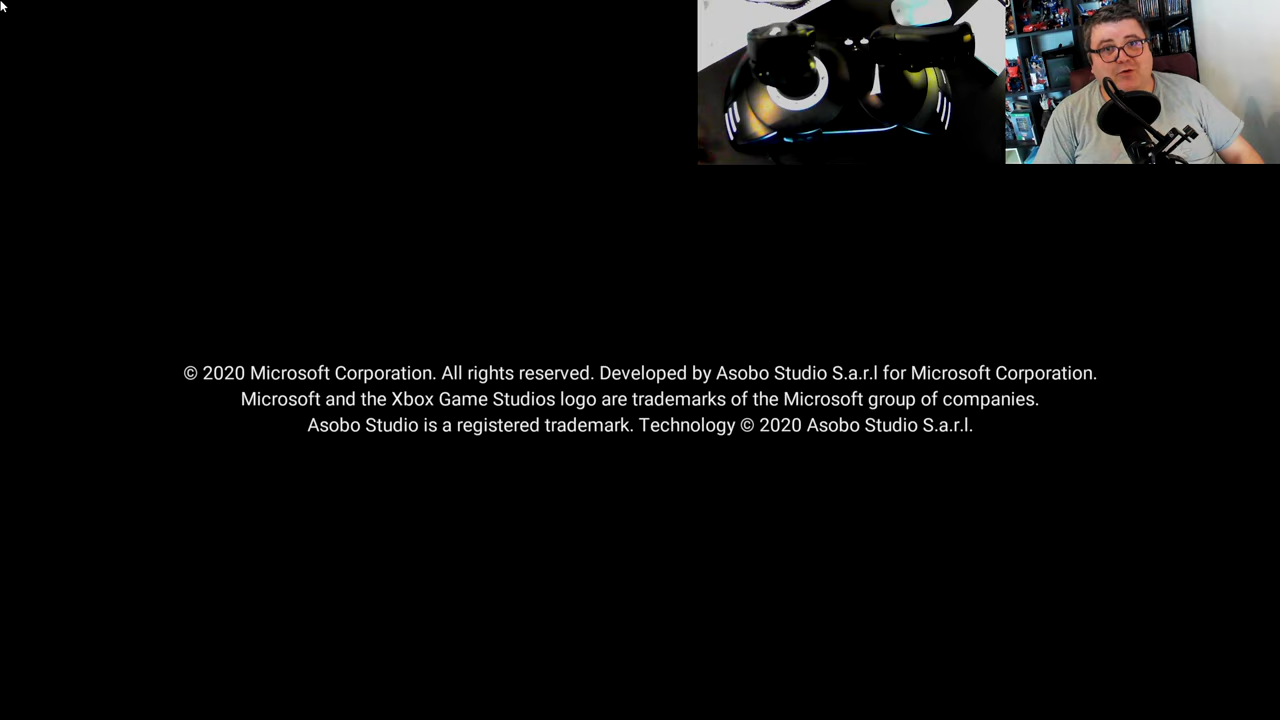 © 2020 Microsoft Corporation. All rights reserved. Developed by Asobo Studio S.a.r.l for Microsoft Corporation.
Microsoft and the Xbox Game Studios logo are trademarks of the Microsoft group of companies.
Asobo Studio is a registered trademark. Technology © 2020 Asobo Studio S.a.r.l.